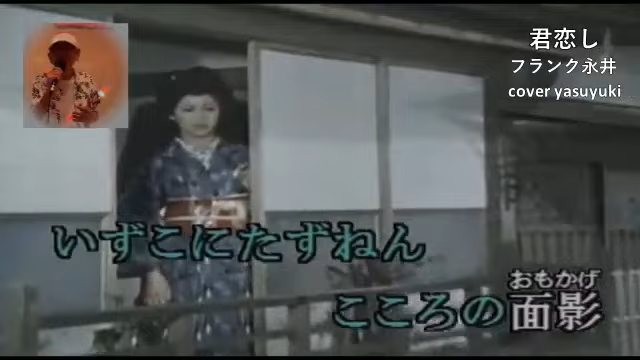 君恋し
フランク永井
cover yasuyuki
いずこにたずねん
おもかげ
こころの面影